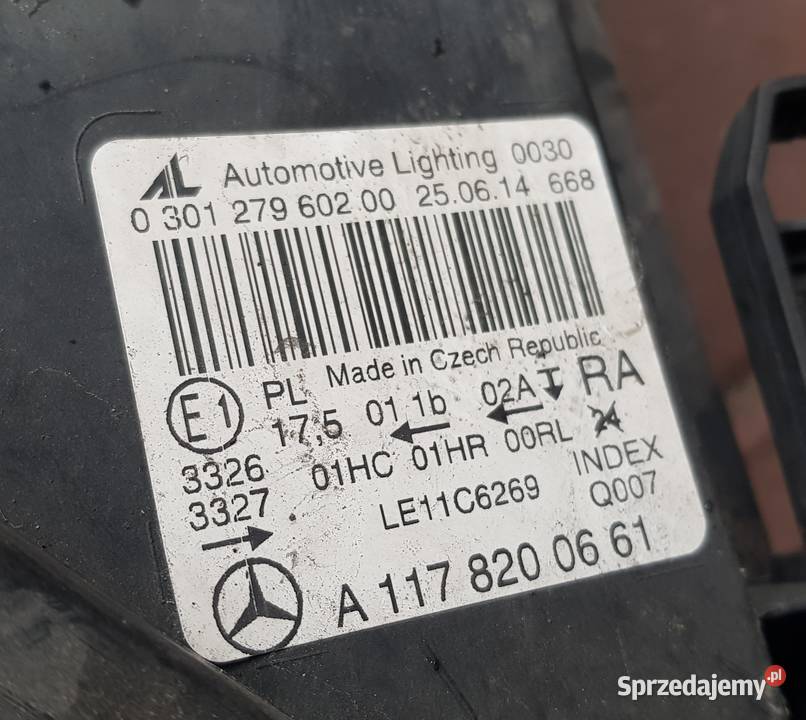 AL Automotive Lighting 0030
0 301 279 602 00 25.06.14 668
Made in Czech Republic
E1 PL 01 1b 02A RA
17,5
3326 01HC 01HR 00RL 24
3327 LE11C6269 INDEX
Q007
A 117 820 06 61
Sprzedajemy.pl